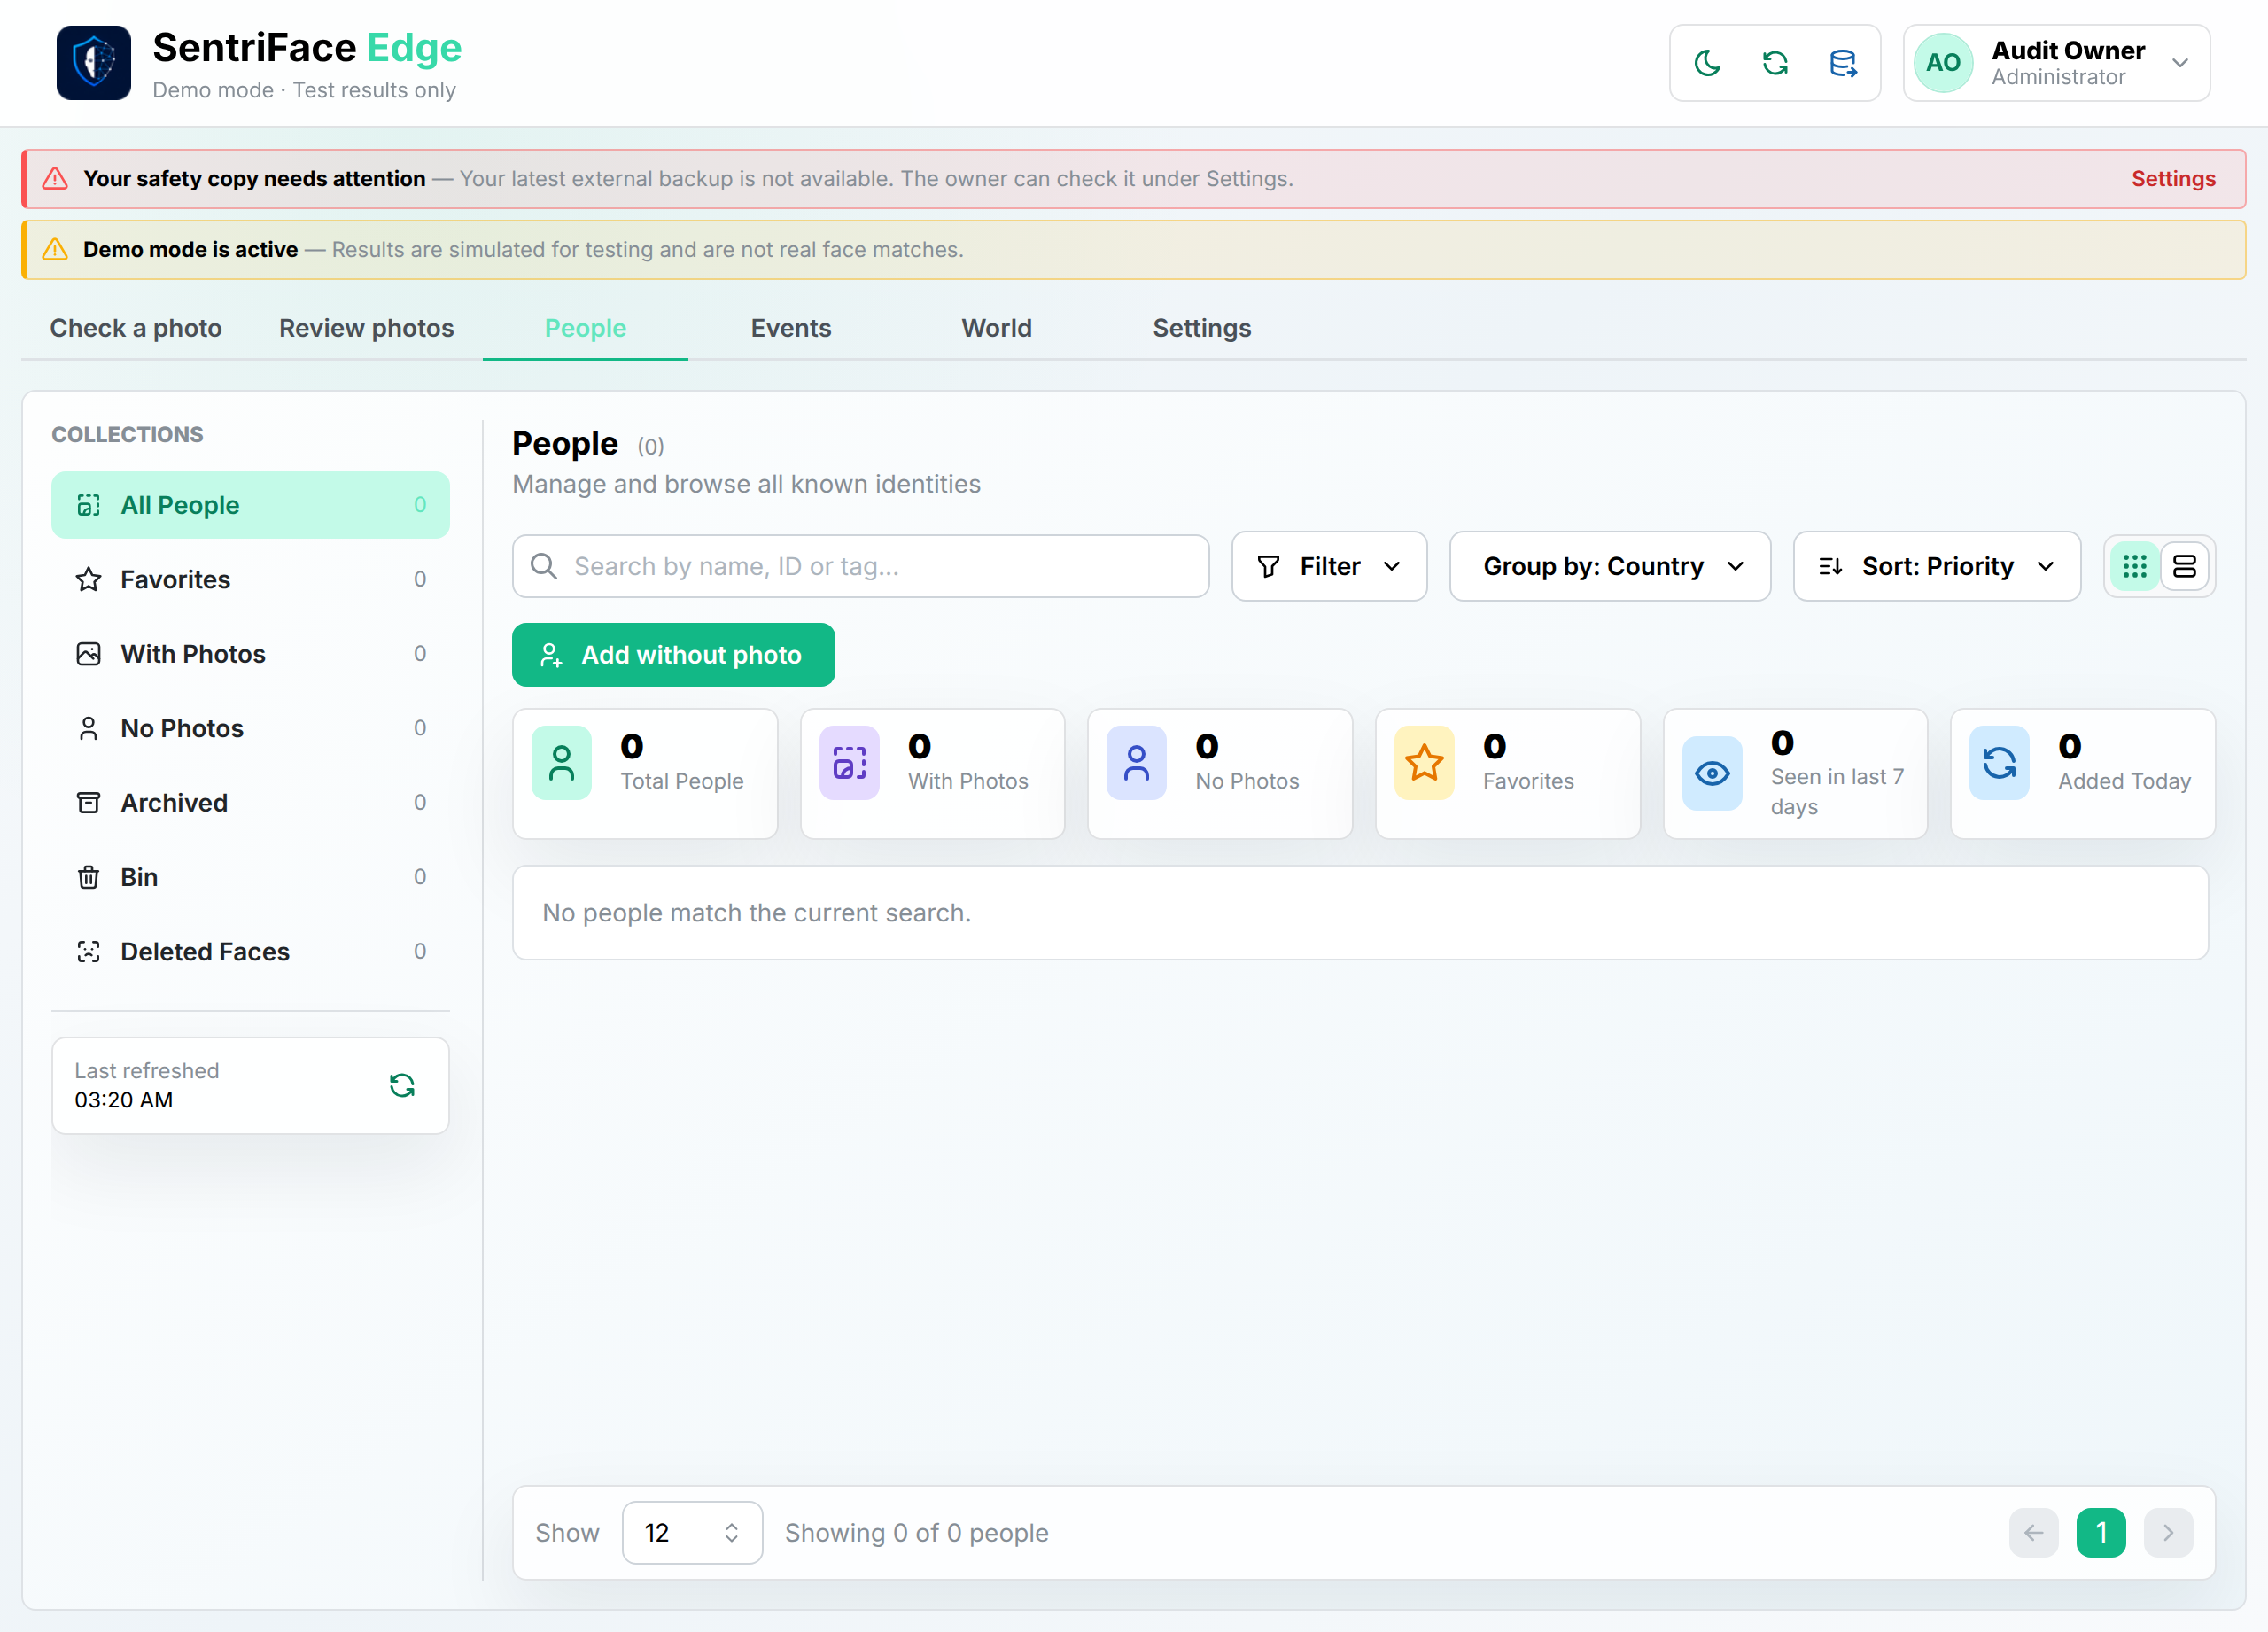 SentriFace Edge
Demo mode · Test results only
AO
Audit Owner
Administrator
Your safety copy needs attention — Your latest external backup is not available. The owner can check it under Settings.
Settings
Demo mode is active — Results are simulated for testing and are not real face matches.
Check a photo
Review photos
People
Events
World
Settings
COLLECTIONS
All People 0
Favorites 0
With Photos 0
No Photos 0
Archived 0
Bin 0
Deleted Faces 0
Last refreshed
03:20 AM
People (0)
Manage and browse all known identities
Search by name, ID or tag...
Filter
Group by: Country
Sort: Priority
Add without photo
0
Total People
0
With Photos
0
No Photos
0
Favorites
0
Seen in last 7
days
0
Added Today
No people match the current search.
Show
12
Showing 0 of 0 people
1